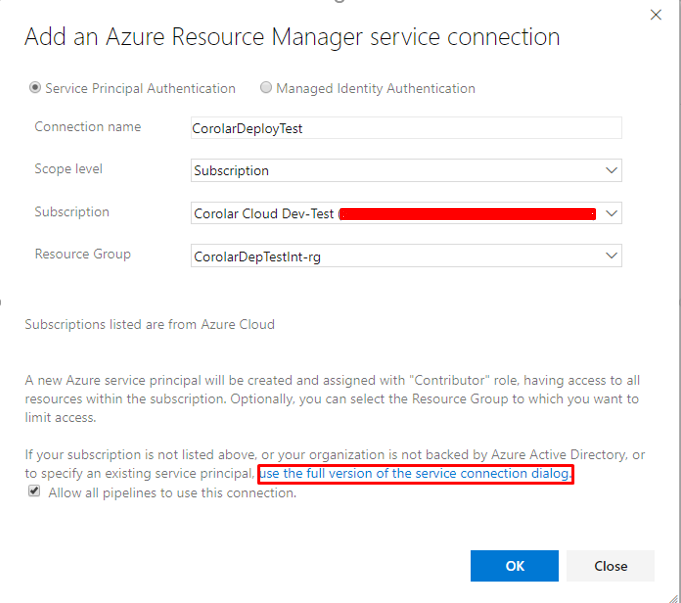 Add an Azure Resource Manager service connection
Service Principal Authentication Managed Identity Authentication
Connection name CorolarDeployTest
Scope level Subscription
Subscription Corolar Cloud Dev-Test (
Resource Group CorolarDepTestInt-rg
Subscriptions listed are from Azure Cloud
A new Azure service principal will be created and assigned with "Contributor" role, having access to all
resources within the subscription. Optionally, you can select the Resource Group to which you want to
limit access.
If your subscription is not listed above, or your organization is not backed by Azure Active Directory, or
to specify an existing service principal, use the full version of the service connection dialog.
Allow all pipelines to use this connection.
OK Close